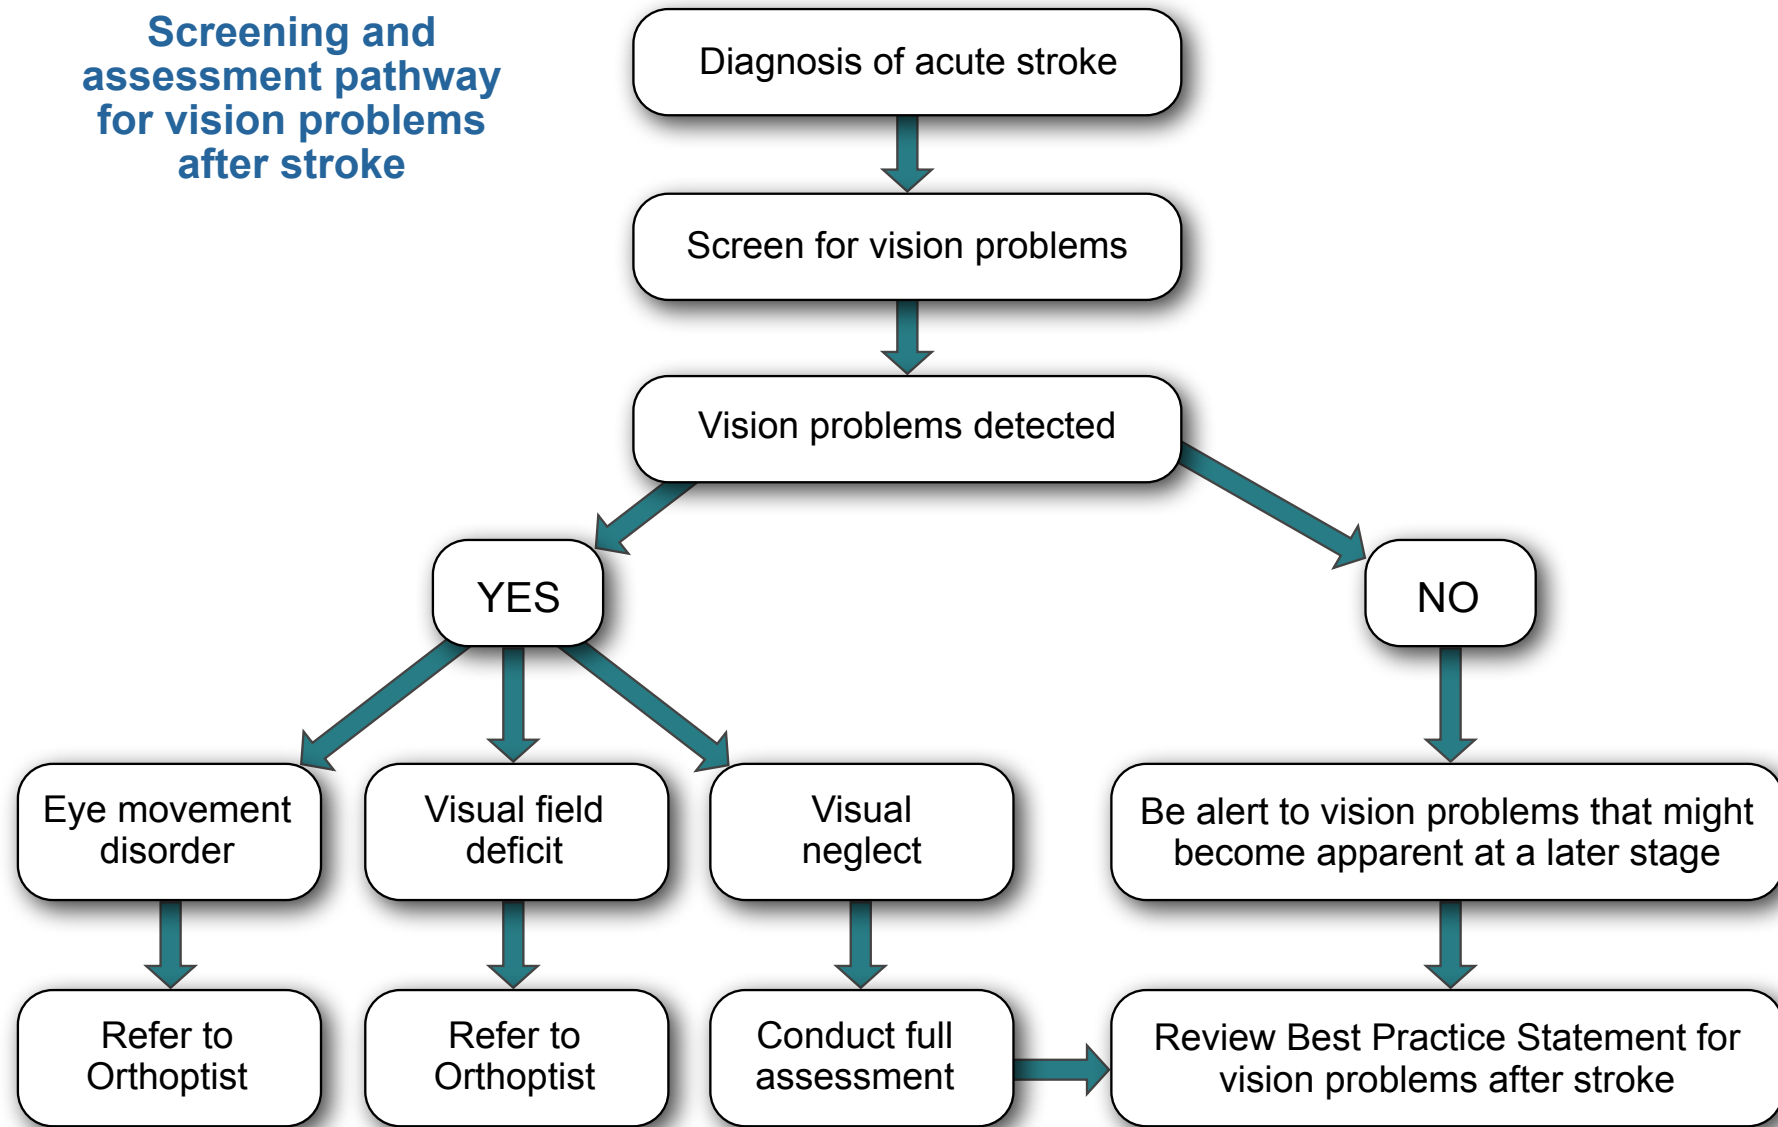 Screening and
assessment pathway
for vision problems
after stroke
Diagnosis of acute stroke
Screen for vision problems
Vision problems detected
YES
NO
Eye movement
disorder
Visual field
deficit
Visual
neglect
Be alert to vision problems that might
become apparent at a later stage
Refer to
Orthoptist
Refer to
Orthoptist
Conduct full
assessment
Review Best Practice Statement for
vision problems after stroke